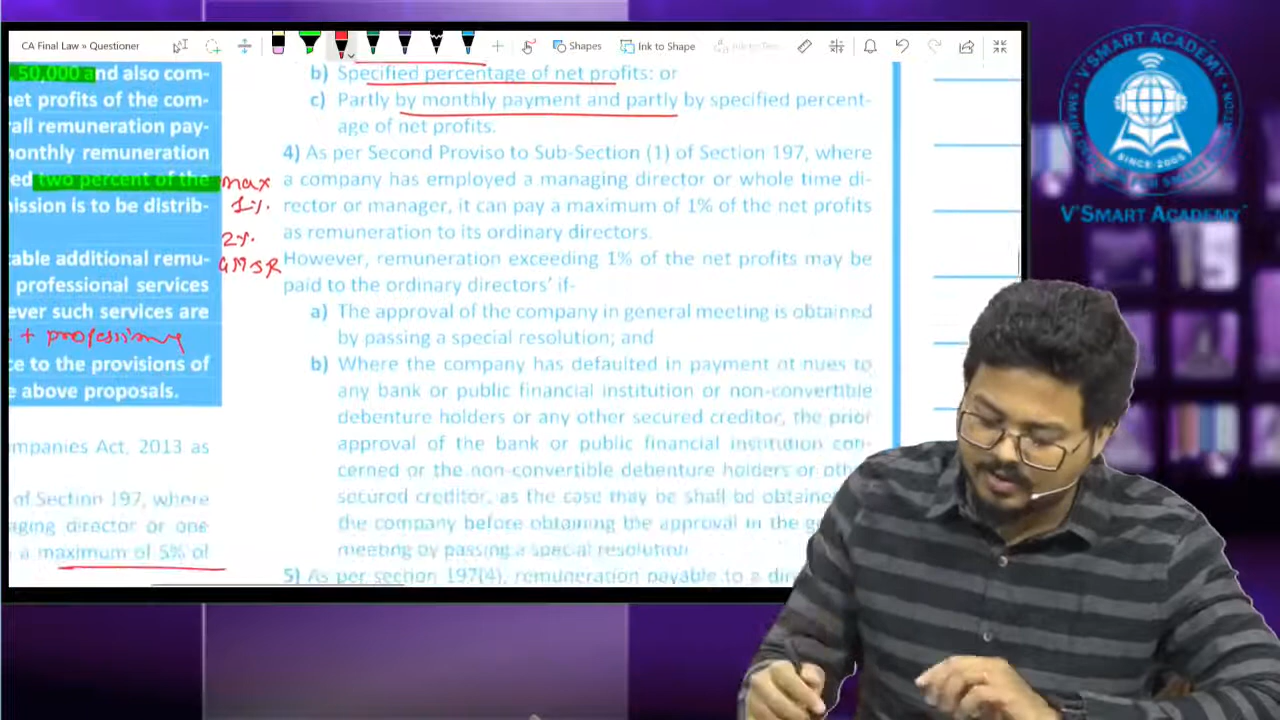 CA Final Law » Questioner
Shapes
Ink to Shape
50,000 and also com-
net profits of the com-
rall remuneration pay-
monthly remuneration
ed two percent of the
nission is to be distrib-
table additional remu-
professional services
ever such services are
+ professiony
ce to the provisions of
e above proposals.
ompanies Act, 2013 as
of Section 197, where
aging director or one
a maximum of 5% of
max
1%.
2%.
GMSR
b) Specified percentage of net profits: or
c) Partly by monthly payment and partly by specified percent-
age of net profits.
4) As per Second Proviso to Sub-Section (1) of Section 197, where
a company has employed a managing director or whole time di-
rector or manager, it can pay a maximum of 1% of the net profits
as remuneration to its ordinary directors.
However, remuneration exceeding 1% of the net profits may be
paid to the ordinary directors' if-
a) The approval of the company in general meeting is obtained
by passing a special resolution; and
b) Where the company has defaulted in payment of dues to
any bank or public financial institution or non-convertible
debenture holders or any other secured creditor, the prior
approval of the bank or public financial institution con-
cerned or the non-convertible debenture holders or oth
secured creditor, as the case may be shall be obtaine
the company before obtaining the approval in the g
meeting by passing a special resolution
5) As per section 197(4), remuneration payable to a di
V'SMART ACADEMY
SINCE 2005
V'SMART ACADEMY